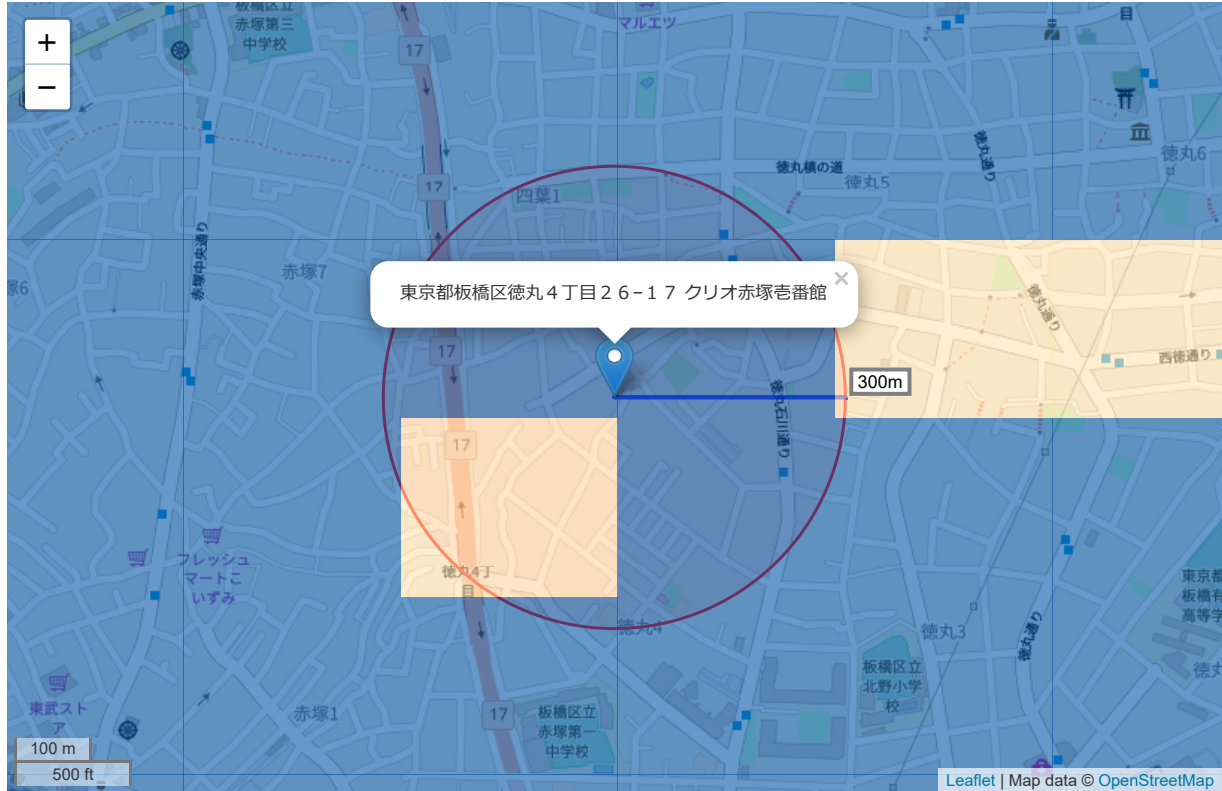 板橋区立
赤塚第三
中学校
17
マルエツ
+
−
徳丸6
徳丸通り
徳丸槙の道
徳丸5
17
四葉1
赤塚中央通り
赤塚7
塚6
東京都板橋区徳丸４丁目２６−１７ クリオ赤塚壱番館
×
徳丸通り
17
西徳通り
300m
徳丸石川通り
17
フレッシュ
マートこ
いずみ
徳丸4丁
目
徳丸4
徳丸3
徳丸通り
東京都
板橋有
高等学
板橋区立
北野小学
校
徳丸
東武スト
ア
赤塚1
17
板橋区立
赤塚第一
中学校
100 m
500 ft
Leaflet | Map data © OpenStreetMap